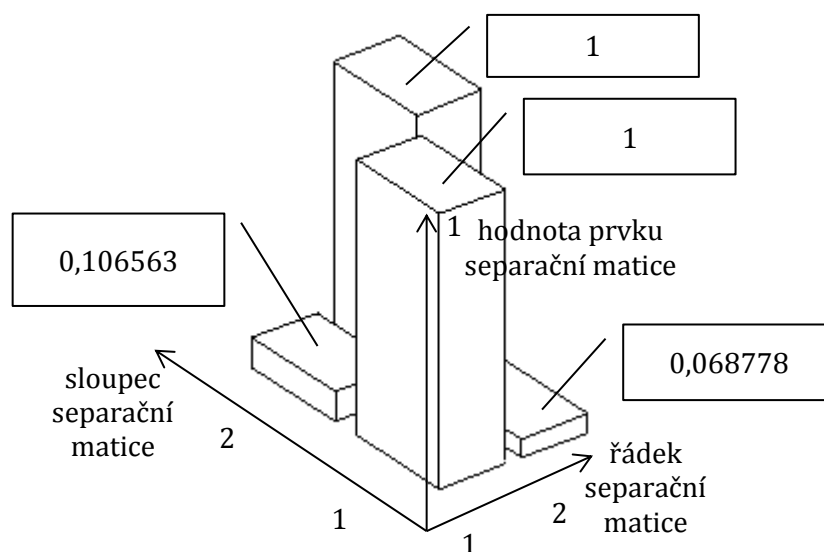 1
1
1
hodnota prvku
separační matice
0,106563
0,068778
sloupec
separační
matice
2
řádek
separační
matice
1
2
1